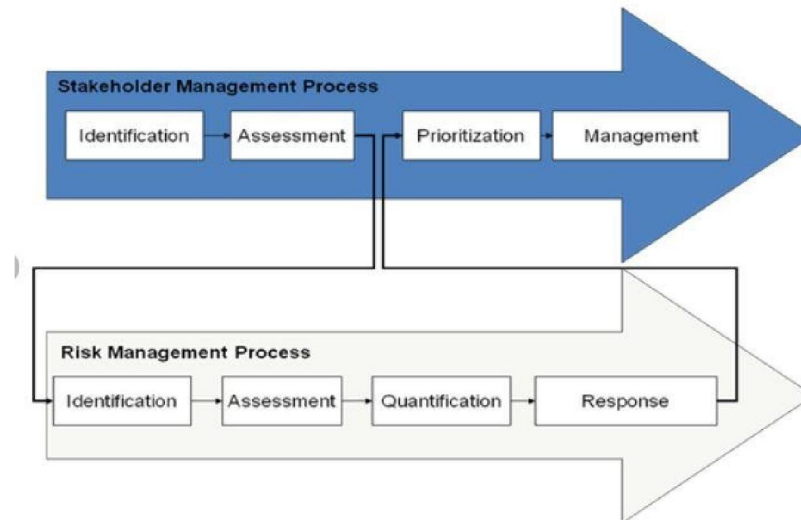 Stakeholder Management Process
Identification
Assessment
Prioritization
Management
Risk Management Process
Identification
Assessment
Quantification
Response